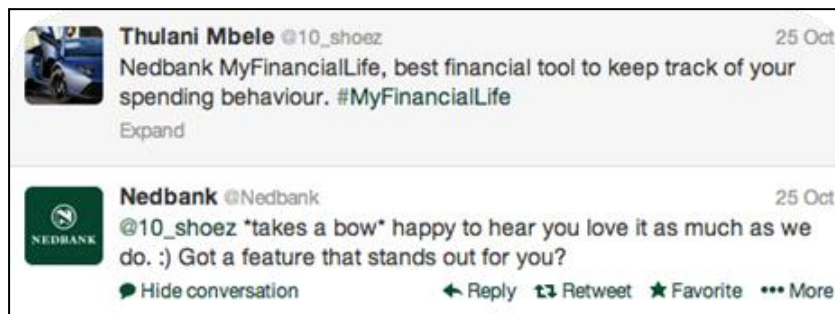 Thulani Mbele @10_shoez 25 Oct
Nedbank MyFinancialLife, best financial tool to keep track of your
spending behaviour. #MyFinancialLife
Expand
Nedbank @Nedbank 25 Oct
NEDBANK
@10_shoez *takes a bow* happy to hear you love it as much as we
do. :) Got a feature that stands out for you?
Hide conversation Reply Retweet Favorite More